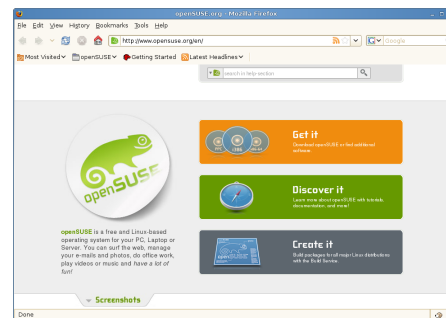 openSUSE.org - Mozilla Firefox
File Edit View History Bookmarks Tools Help
http://www.opensuse.org/en/
Google
Most Visited openSUSE Getting Started Latest Headlines
search in help section
openSUSE
Get it
Download openSUSE or find additional
software.
Discover it
Learn more about openSUSE with tutorials,
documentation, and more!
Create it
Build packages for all major Linux distributions
with the Build Service.
openSUSE is a free and Linux-based
operating system for your PC, Laptop or
Server. You can surf the web, manage
your e-mails and photos, do office work,
play videos or music and have a lot of
fun!
Screenshots
Done